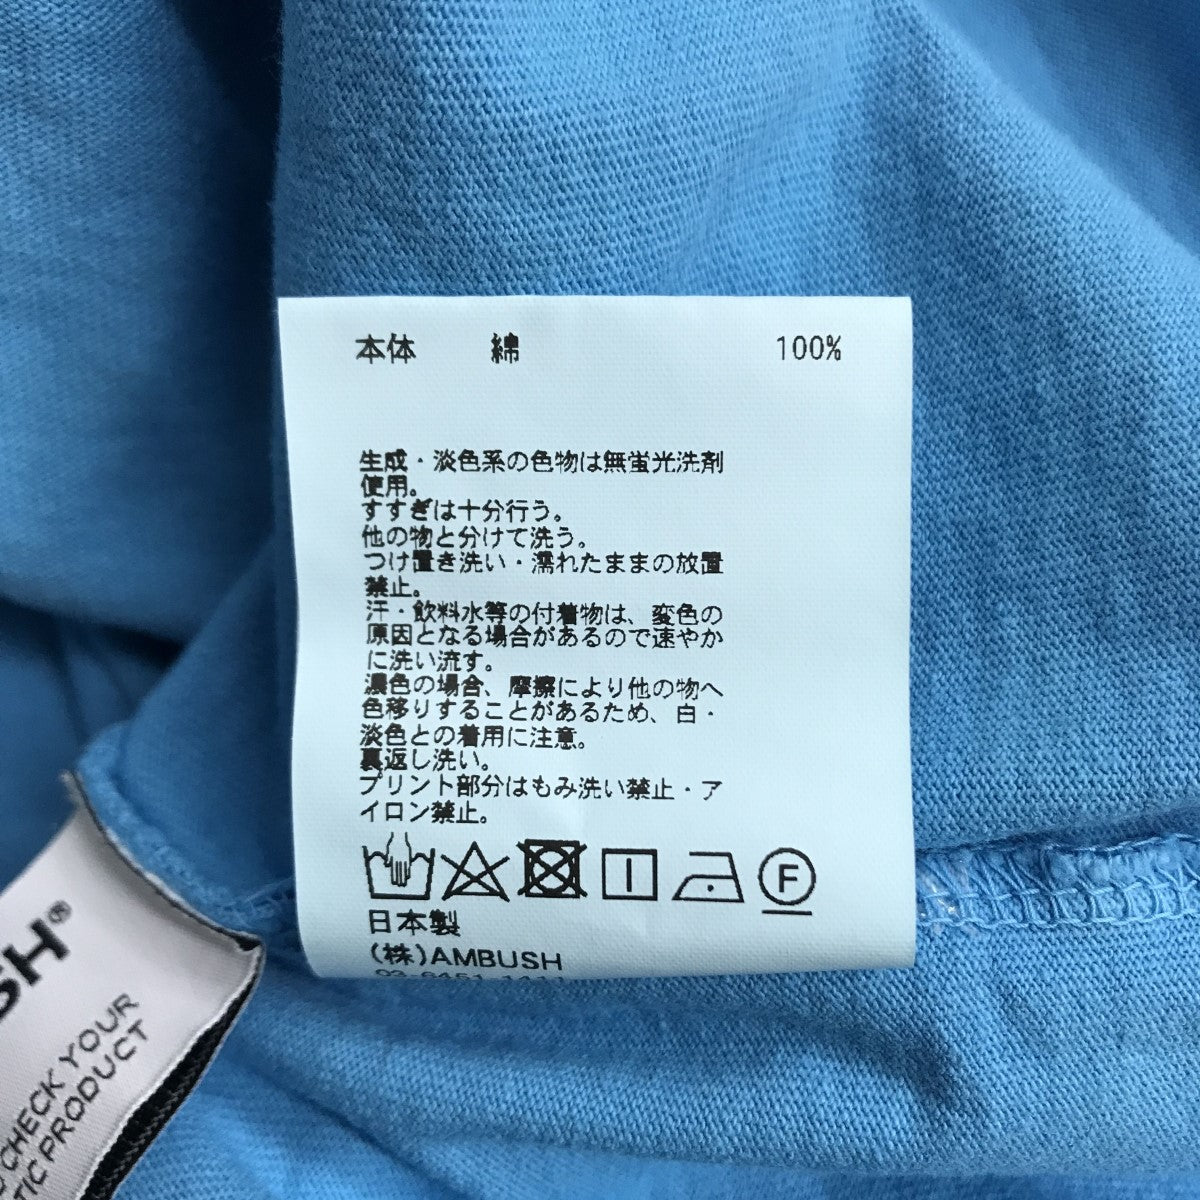 本体 綿 100%
生成・淡色系の色物は無蛍光洗剤
使用。
すすぎは十分行う。
他の物と分けて洗う。
つけ置き洗い・濡れたままの放置
禁止。
汗・飲料水等の付着物は、変色の
原因となる場合があるので速やか
に洗い流す。
濃色の場合、摩擦により他の物へ
色移りすることがあるため、白・
淡色との着用に注意。
裏返し洗い。
プリント部分はもみ洗い禁止・ア
イロン禁止。
F
日本製
(株)AMBUSH
SH®
CHECK YOUR
TIC PRODUCT